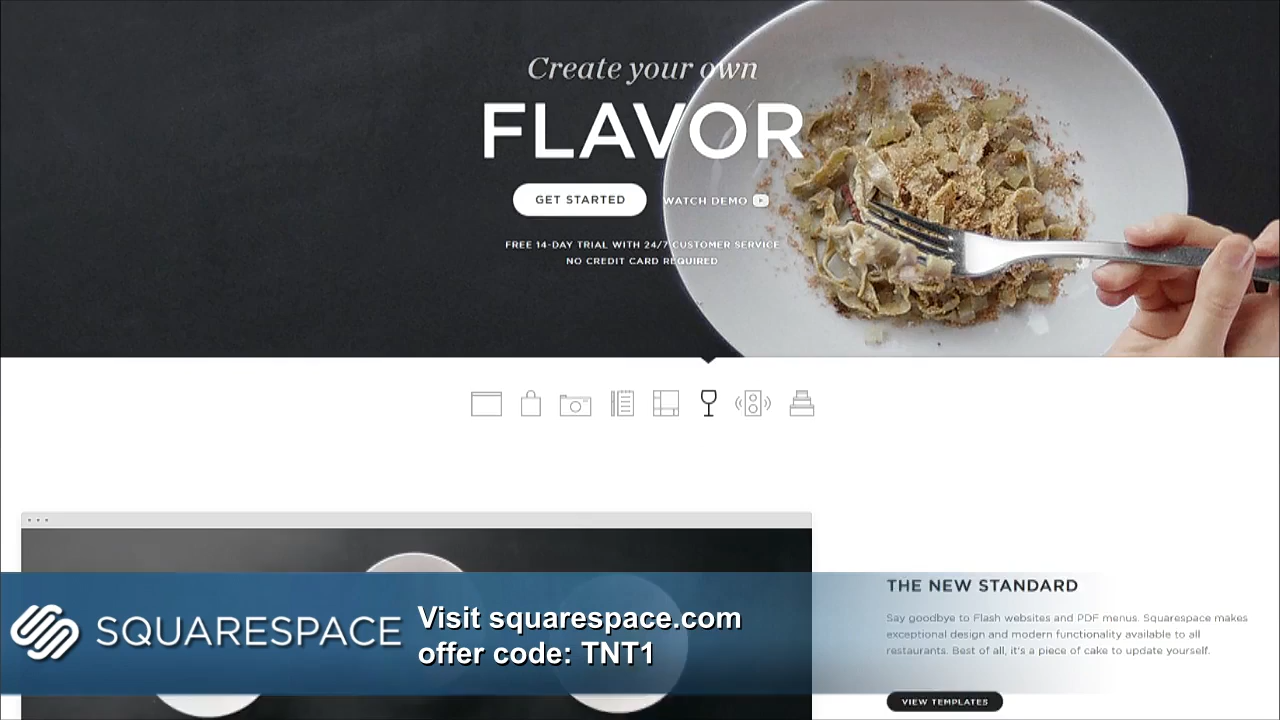 Create your own
FLAVOR
GET STARTED
WATCH DEMO
FREE 14-DAY TRIAL WITH 24/7 CUSTOMER SERVICE
NO CREDIT CARD REQUIRED
THE NEW STANDARD
Say goodbye to Flash websites and PDF menus. Squarespace makes
exceptional design and modern functionality available to all
restaurants. Best of all, it's a piece of cake to update yourself.
VIEW TEMPLATES
SQUARESPACE
Visit squarespace.com
offer code: TNT1